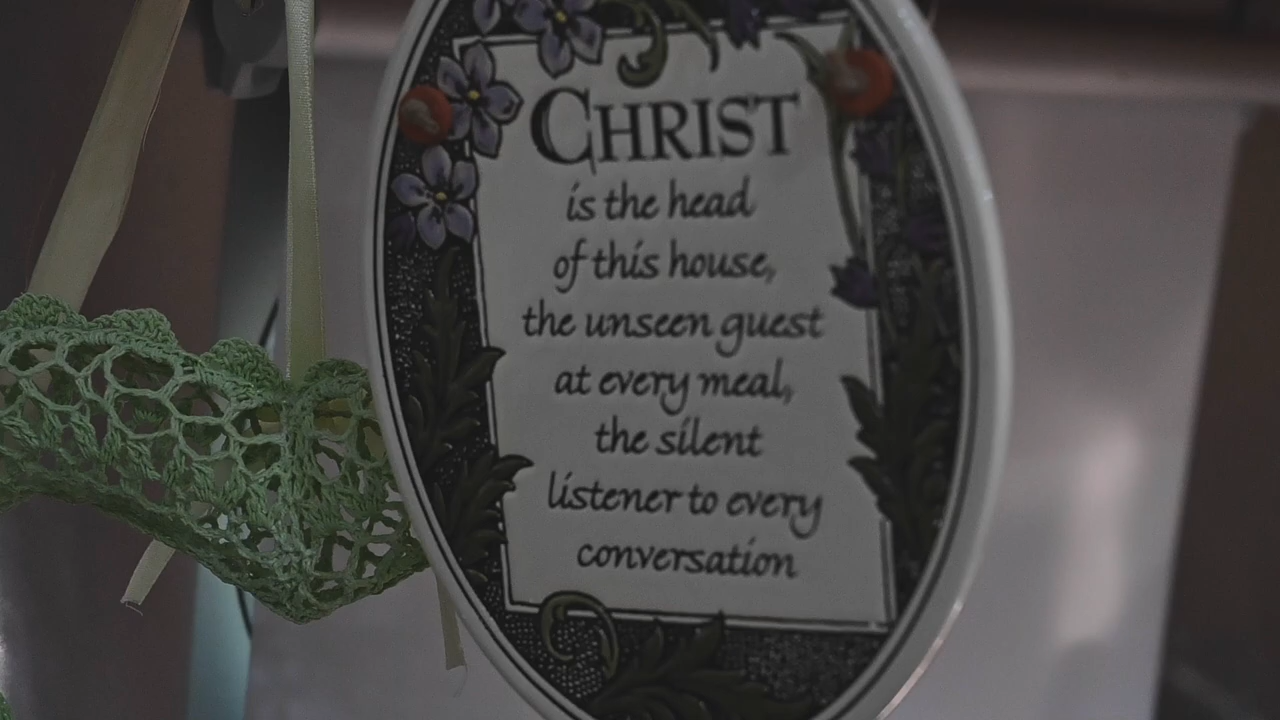 CHRIST
is the head
of this house,
the unseen guest
at every meal,
the silent
listener to every
conversation